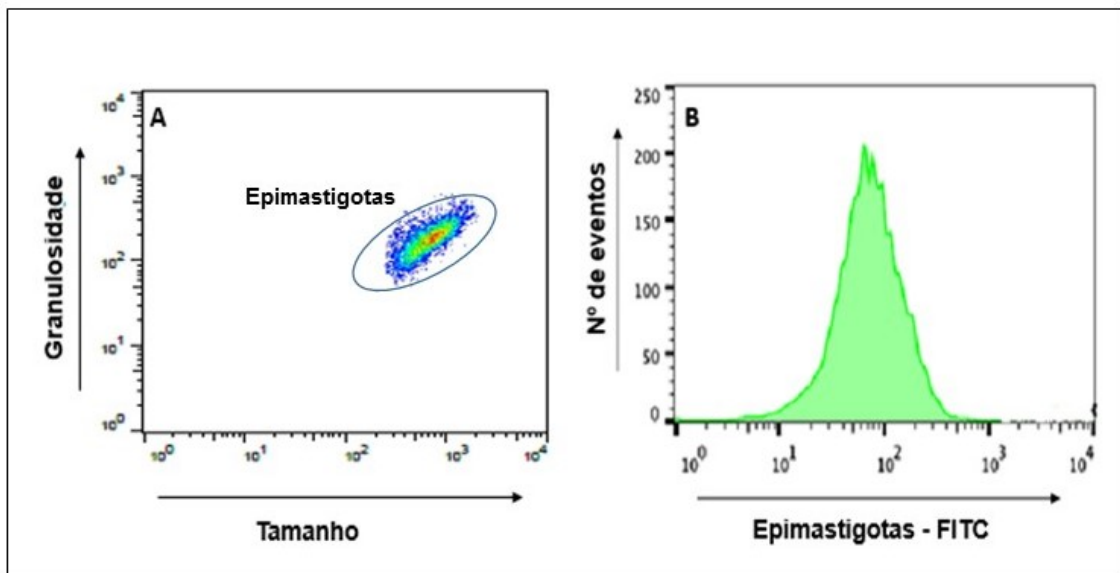 A
Granulosidade
10⁴
10³
10²
10¹
10⁰
Epimastigotas
10⁰ 10¹ 10² 10³ 10⁴
Tamanho
B
Nº de eventos
250
200
150
100
50
0
10⁰ 10¹ 10² 10³ 10⁴
Epimastigotas - FITC